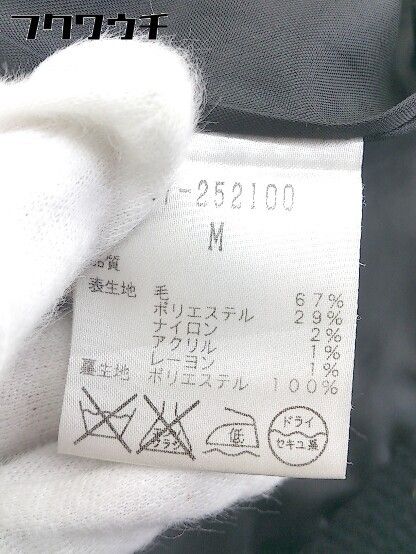 フクワウチ
7-252100
M
品質
表生地 毛 67%
ポリエステル 29%
ナイロン 2%
アクリル 1%
レーヨン 1%
裏生地 ポリエステル 100%
低
ドライ
セキユ系